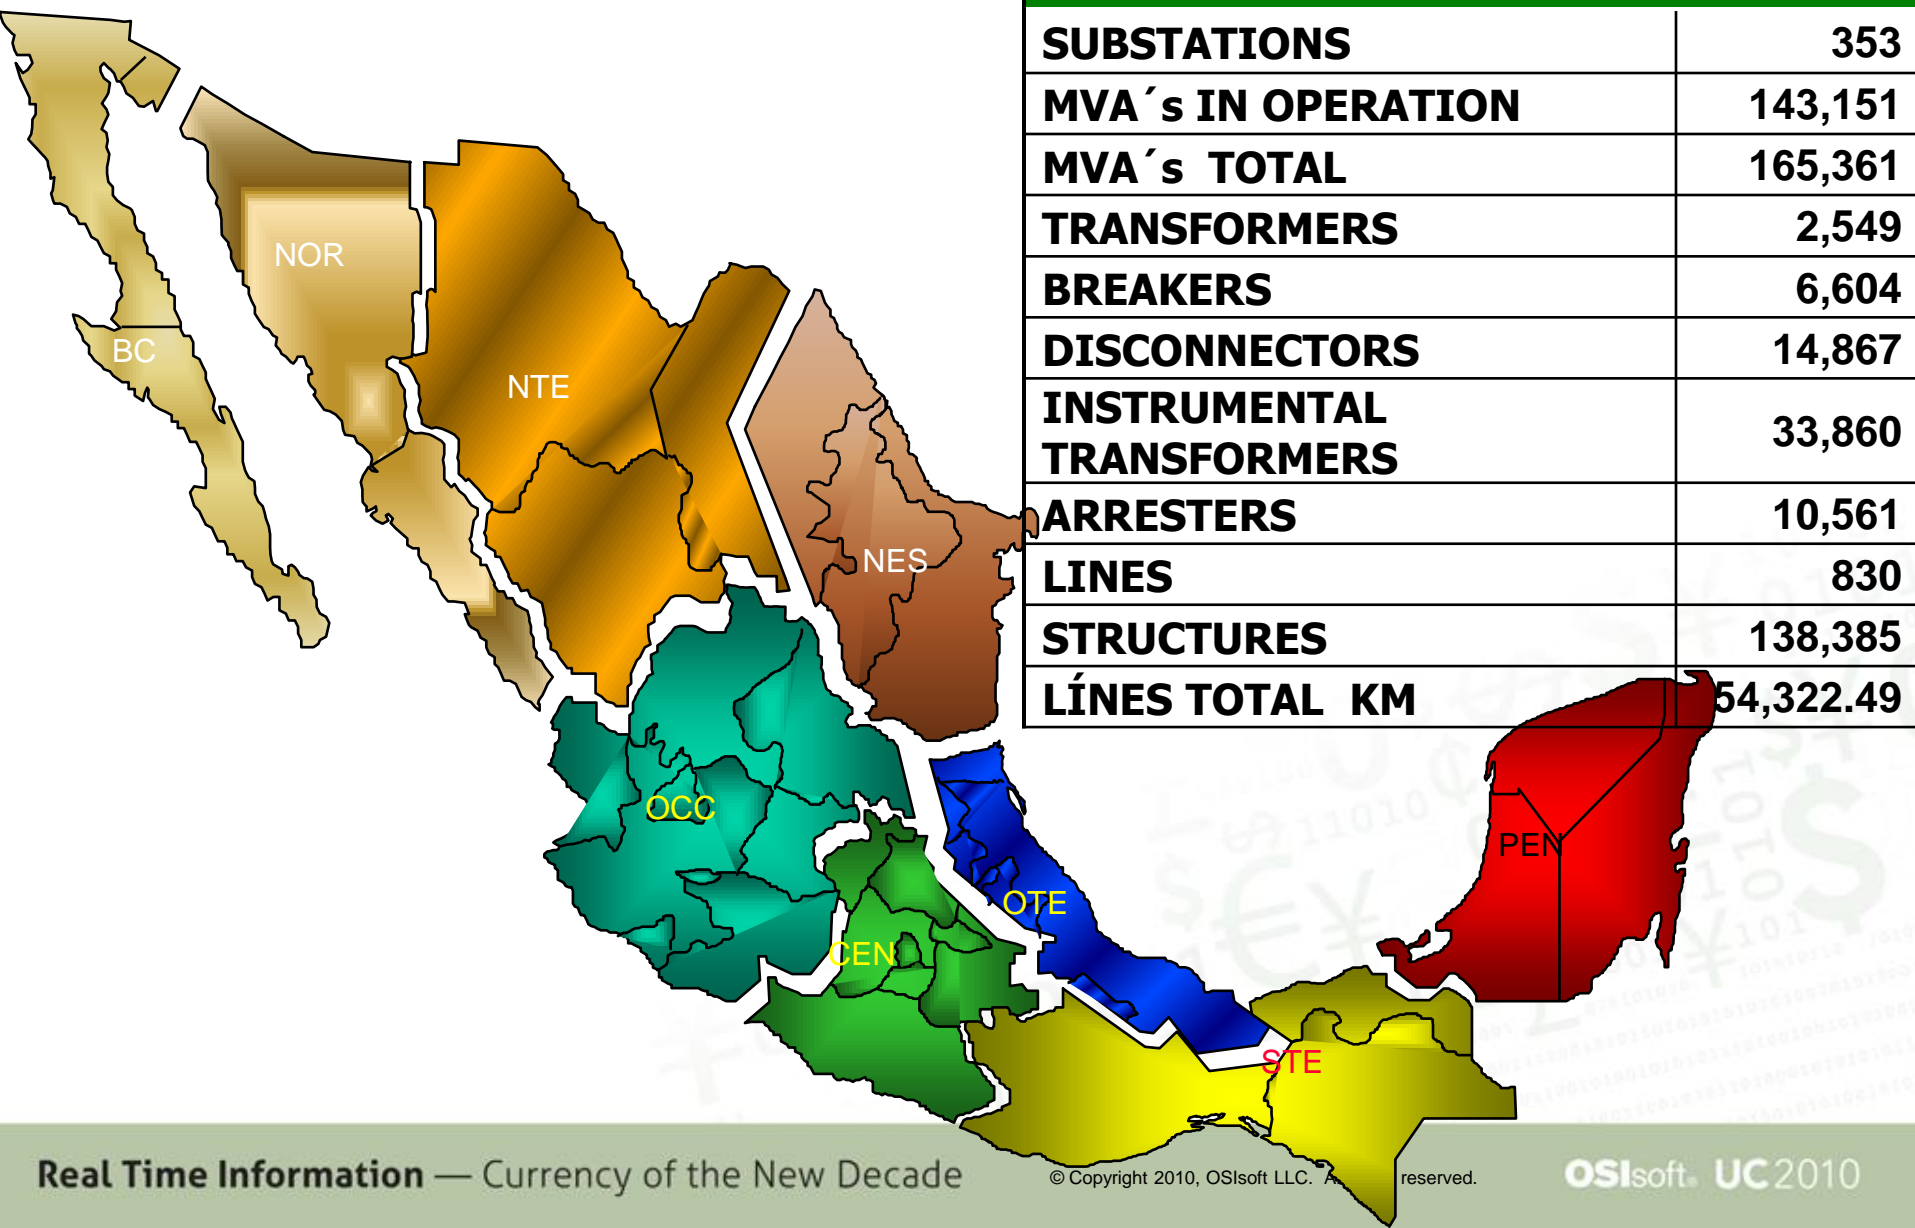 SUBSTATIONS 353
MVA´s IN OPERATION 143,151
MVA´s TOTAL 165,361
TRANSFORMERS 2,549
BREAKERS 6,604
DISCONNECTORS 14,867
INSTRUMENTAL
TRANSFORMERS 33,860
ARRESTERS 10,561
LINES 830
STRUCTURES 138,385
LÍNES TOTAL KM 54,322.49
NOR
BC
NTE
NES
OCC
PEN
OTE
CEN
STE
Real Time Information — Currency of the New Decade
© Copyright 2010, OSIsoft LLC. reserved.
OSIsoft. UC2010